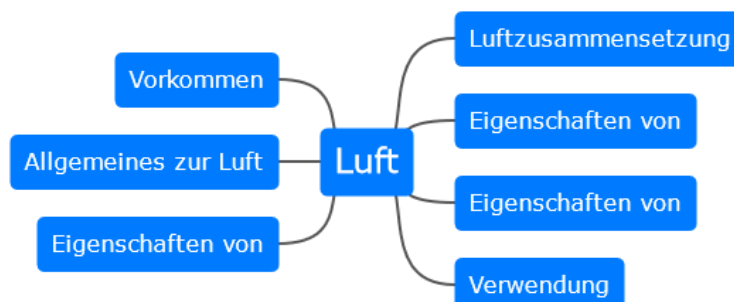 Luftzusammensetzung
Vorkommen
Eigenschaften von
Allgemeines zur Luft
Luft
Eigenschaften von
Eigenschaften von
Verwendung